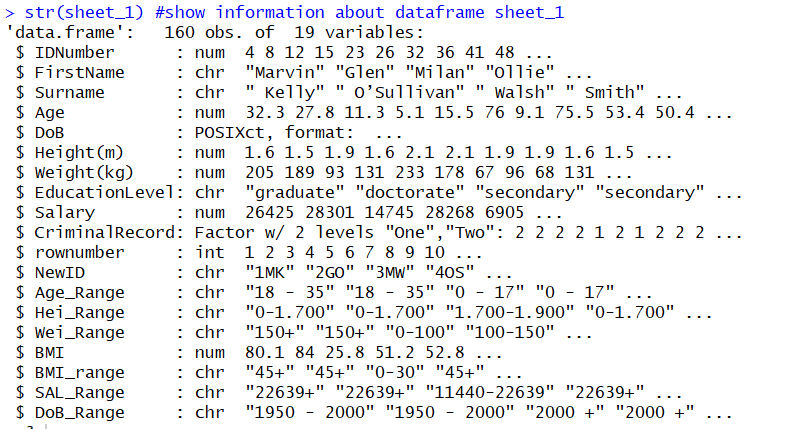 > str(sheet_1) #show information about dataframe sheet_1
'data.frame':   160 obs. of  19 variables:
 $ IDNumber      : num  4 8 12 15 23 26 32 36 41 48 ...
 $ FirstName     : chr  "Marvin" "Glen" "Milan" "Ollie" ...
 $ Surname       : chr  " Kelly" " O’Sullivan" " Walsh" " Smith" ...
 $ Age           : num  32.3 27.8 11.3 5.1 15.5 76 9.1 75.5 53.4 50.4 ...
 $ DoB           : POSIXct, format:  ...
 $ Height(m)     : num  1.6 1.5 1.9 1.6 2.1 2.1 1.9 1.9 1.6 1.5 ...
 $ Weight(kg)    : num  205 189 93 131 233 178 67 96 68 131 ...
 $ EducationLevel: chr  "graduate" "doctorate" "secondary" "secondary" ...
 $ Salary        : num  26425 28301 14745 28268 6905 ...
 $ CriminalRecord: Factor w/ 2 levels "One","Two": 2 2 2 2 1 2 1 2 2 2 ...
 $ rownumber     : int  1 2 3 4 5 6 7 8 9 10 ...
 $ NewID         : chr  "1MK" "2GO" "3MW" "4OS" ...
 $ Age_Range     : chr  "18 - 35" "18 - 35" "0 - 17" "0 - 17" ...
 $ Hei_Range     : chr  "0-1.700" "0-1.700" "1.700-1.900" "0-1.700" ...
 $ Wei_Range     : chr  "150+" "150+" "0-100" "100-150" ...
 $ BMI           : num  80.1 84 25.8 51.2 52.8 ...
 $ BMI_range     : chr  "45+" "45+" "0-30" "45+" ...
 $ SAL_Range     : chr  "22639+" "22639+" "11440-22639" "22639+" ...
 $ DoB_Range     : chr  "1950 - 2000" "1950 - 2000" "2000 +" "2000 +" ...